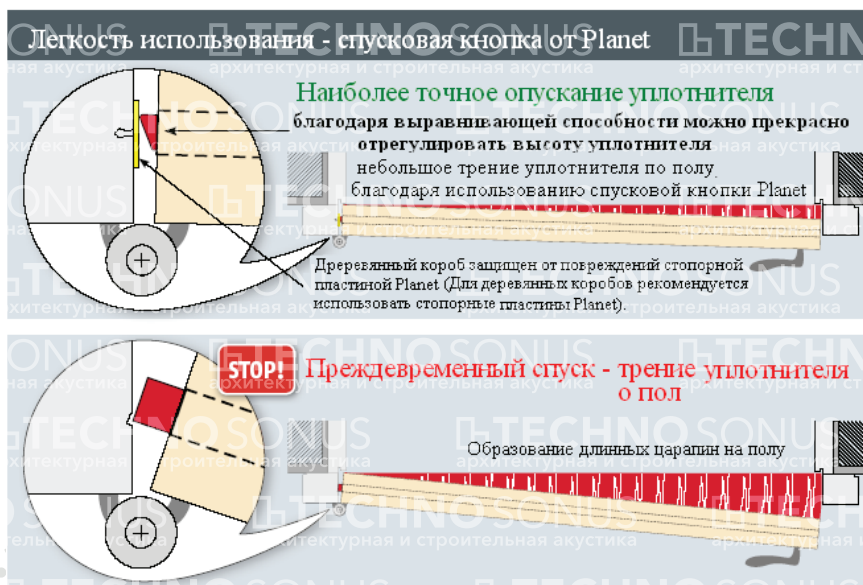 Легкость использования - спусковая кнопка от Planet
Наиболее точное опускание уплотнителя
благодаря выравнивающей способности можно прекрасно
отрегулировать высоту уплотнителя
небольшое трение уплотнителя по полу,
благодаря использованию спусковой кнопки Planet
Дреревянный короб защищен от повреждений стопорной
пластиной Planet (Для деревянных коробов рекомендуется
использовать стопорные пластины Planet).
STOP!
Преждевременный спуск - трение уплотнителя
о пол
Образование длинных царапин на полу
TECHNOSONUS
архитектурная и строительная акустика